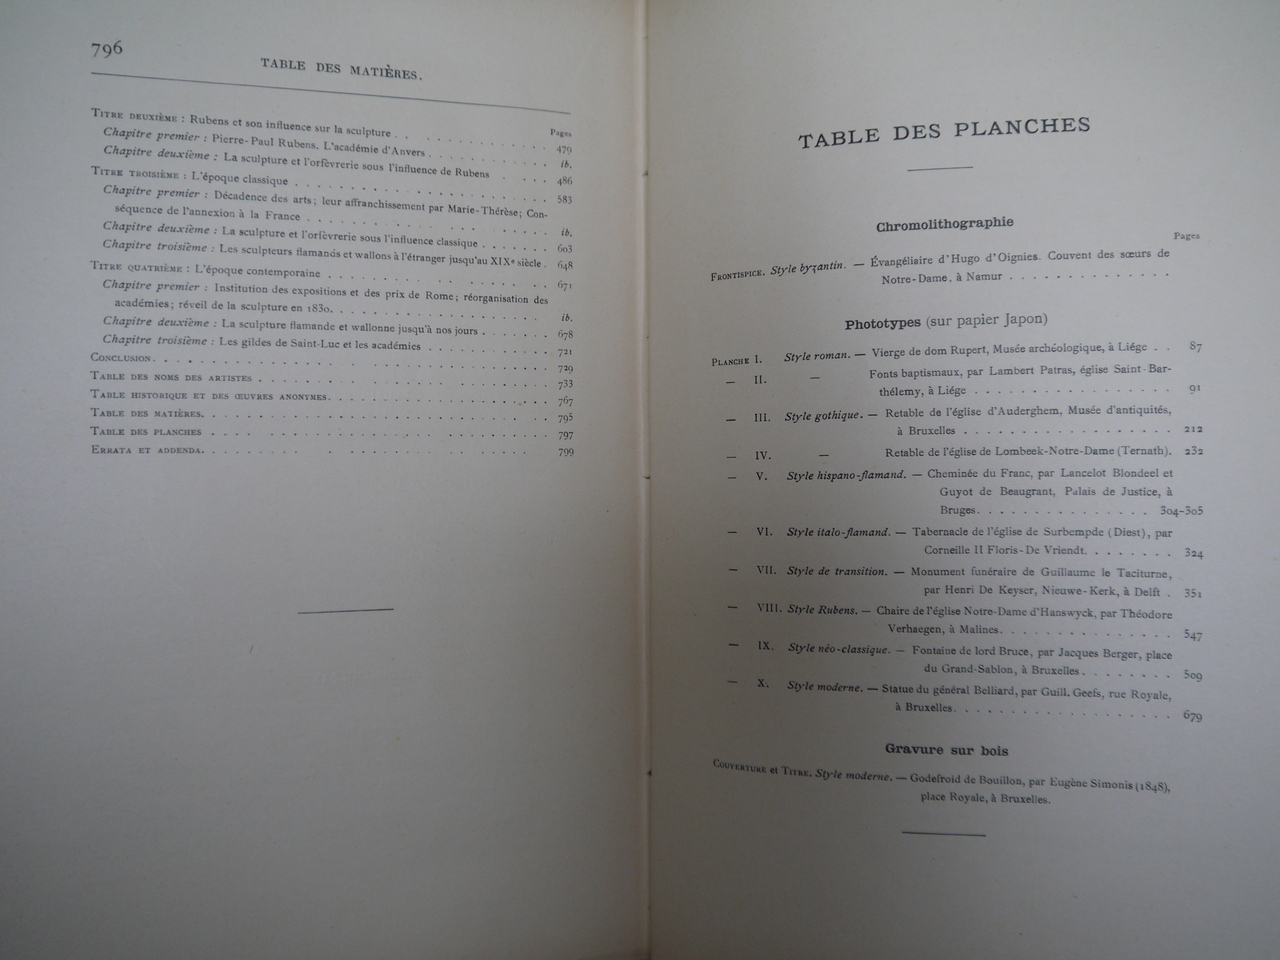 796
TABLE DES MATIÈRES.
Pages
TITRE DEUXIÈME : Rubens et son influence sur la sculpture . . . . . . . . . . . . 479
Chapitre premier : Pierre-Paul Rubens. L'académie d'Anvers . . . . . . . . . . ib.
Chapitre deuxième : La sculpture et l'orfèvrerie sous l'influence de Rubens . . . . 486
TITRE TROISIÈME : L'époque classique . . . . . . . . . . . . . . . . . . 583
Chapitre premier : Décadence des arts; leur affranchissement par Marie-Thérèse; Con-
séquence de l'annexion à la France . . . . . . . . . . . . . . . . . ib.
Chapitre deuxième : La sculpture et l'orfèvrerie sous l'influence classique . . . . . . . 603
Chapitre troisième : Les sculpteurs flamands et wallons à l'étranger jusqu'au XIXe siècle . 648
TITRE QUATRIÈME : L'époque contemporaine . . . . . . . . . . . . . . . . 671
Chapitre premier : Institution des expositions et des prix de Rome; réorganisation des
académies; réveil de la sculpture en 1830. . . . . . . . . . . . . . . . ib.
Chapitre deuxième : La sculpture flamande et wallonne jusqu'à nos jours . . . . . . . 678
Chapitre troisième : Les gildes de Saint-Luc et les académies . . . . . . . . . . . 721
CONCLUSION. . . . . . . . . . . . . . . . . . . . . . . . . . . 729
TABLE DES NOMS DES ARTISTES . . . . . . . . . . . . . . . . . . . . 733
TABLE HISTORIQUE ET DES ŒUVRES ANONYMES. . . . . . . . . . . . . . . . 767
TABLE DES MATIÈRES. . . . . . . . . . . . . . . . . . . . . . . . 795
TABLE DES PLANCHES . . . . . . . . . . . . . . . . . . . . . . . 797
ERRATA ET ADDENDA. . . . . . . . . . . . . . . . . . . . . . . . 799
TABLE DES PLANCHES
Chromolithographie
Pages
FRONTISPICE. Style byzantin. — Évangéliaire d'Hugo d'Oignies. Couvent des sœurs de
Notre-Dame, à Namur . . . . . . . . . . . . .
Phototypes (sur papier Japon)
PLANCHE I. Style roman. — Vierge de dom Rupert, Musée archéologique, à Liége . . 87
— II. — Fonts baptismaux, par Lambert Patras, église Saint-Bar-
thélemy, à Liége . . . . . . . . . . . . . . . . . 91
— III. Style gothique. — Retable de l'église d'Auderghem, Musée d'antiquités,
à Bruxelles . . . . . . . . . . . . . . . . . . 212
— IV. — Retable de l'église de Lombeek-Notre-Dame (Ternath). 232
— V. Style hispano-flamand. — Cheminée du Franc, par Lancelot Blondeel et
Guyot de Beaugrant, Palais de Justice, à
Bruges. . . . . . . . . . . . . . . . 304-305
— VI. Style italo-flamand. — Tabernacle de l'église de Surbempde (Diest), par
Corneille II Floris-De Vriendt. . . . . . . . . 324
— VII. Style de transition. — Monument funéraire de Guillaume le Taciturne,
par Henri De Keyser, Nieuwe-Kerk, à Delft . 351
— VIII. Style Rubens. — Chaire de l'église Notre-Dame d'Hanswyck, par Théodore
Verhaegen, à Malines. . . . . . . . . . . . . . . 547
— IX. Style néo-classique. — Fontaine de lord Bruce, par Jacques Berger, place
du Grand-Sablon, à Bruxelles . . . . . . . . 509
— X. Style moderne. — Statue du général Belliard, par Guill. Geefs, rue Royale,
à Bruxelles. . . . . . . . . . . . . . . . . . . 679
Gravure sur bois
COUVERTURE et TITRE. Style moderne. — Godefroid de Bouillon, par Eugène Simonis (1848),
place Royale, à Bruxelles.